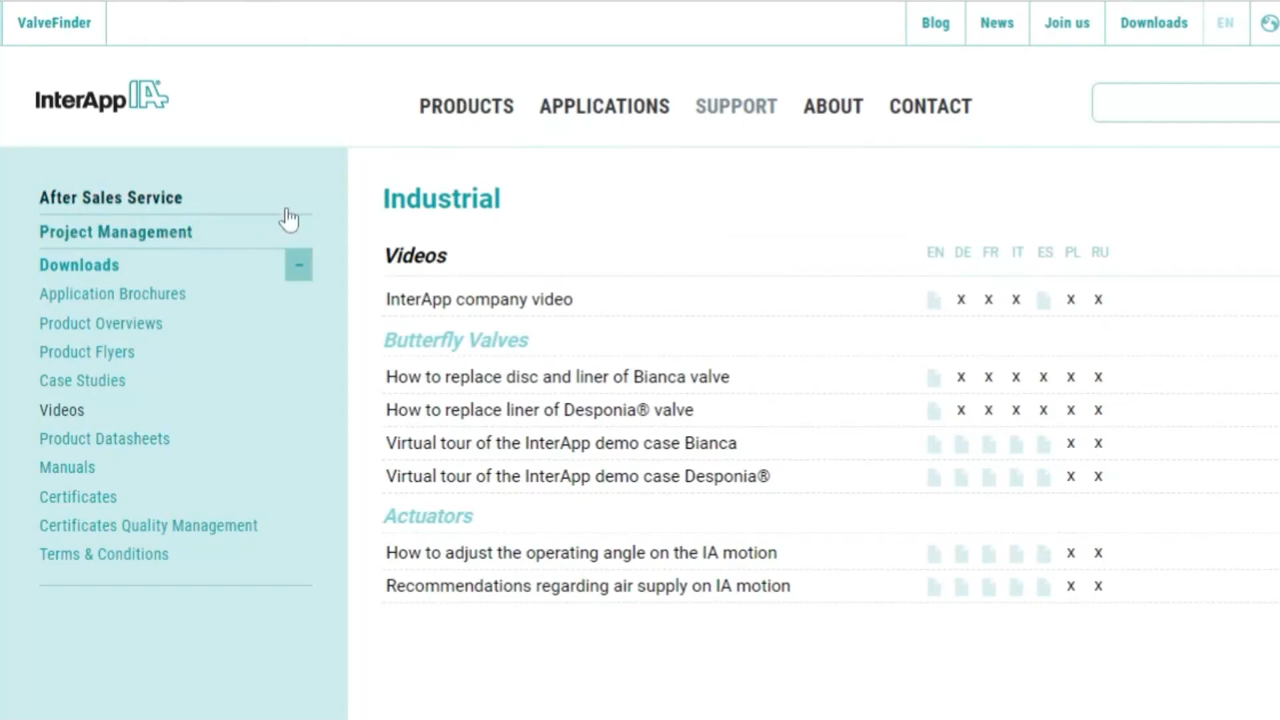 ValveFinder
Blog News Join us Downloads EN
InterApp IA
PRODUCTS APPLICATIONS SUPPORT ABOUT CONTACT
After Sales Service
Project Management
Downloads -
Application Brochures
Product Overviews
Product Flyers
Case Studies
Videos
Product Datasheets
Manuals
Certificates
Certificates Quality Management
Terms & Conditions
Industrial
Videos EN DE FR IT ES PL RU
InterApp company video x x x x x
Butterfly Valves
How to replace disc and liner of Bianca valve x x x x x x
How to replace liner of Desponia® valve x x x x x x
Virtual tour of the InterApp demo case Bianca x x
Virtual tour of the InterApp demo case Desponia® x x
Actuators
How to adjust the operating angle on the IA motion x x
Recommendations regarding air supply on IA motion x x